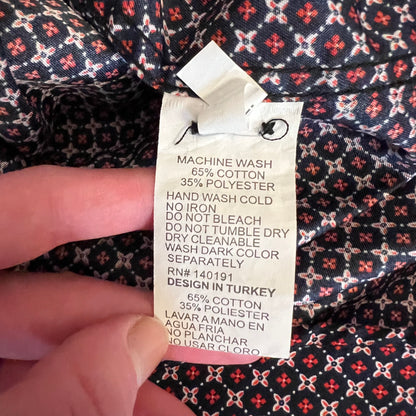 MACHINE WASH
65% COTTON
35% POLYESTER
HAND WASH COLD
NO IRON
DO NOT BLEACH
DO NOT TUMBLE DRY
DRY CLEANABLE
WASH DARK COLOR
SEPARATELY
RN# 140191
DESIGN IN TURKEY
65% COTTON
35% POLIESTER
LAVAR A MANO EN
AGUA FRIA
NO PLANCHAR
NO USAR CLORO